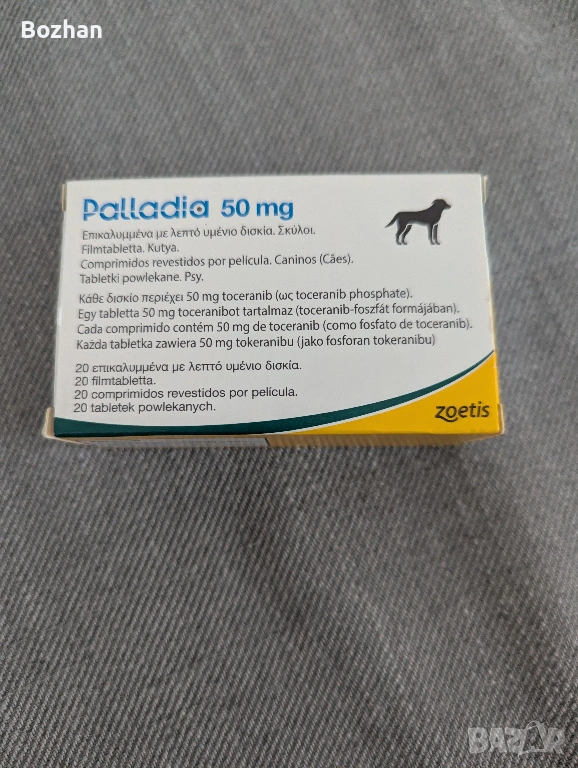 Bozhan
Palladia 50 mg
Επικαλυμμένα με λεπτό υμένιο δισκία. Σκύλοι.
Filmtabletta. Kutya.
Comprimidos revestidos por película. Caninos (Cães).
Tabletki powlekane. Psy.
Κάθε δισκίο περιέχει 50 mg toceranib (ως toceranib phosphate).
Egy tabletta 50 mg toceranibot tartalmaz (toceranib-foszfát formájában).
Cada comprimido contém 50 mg de toceranib (como fosfato de toceranib).
Każda tabletka zawiera 50 mg tokeranibu (jako fosforan tokeranibu)
20 επικαλυμμένα με λεπτό υμένιο δισκία.
20 filmtabletta.
20 comprimidos revestidos por película.
20 tabletek powlekanych.
zoetis
BAZAR